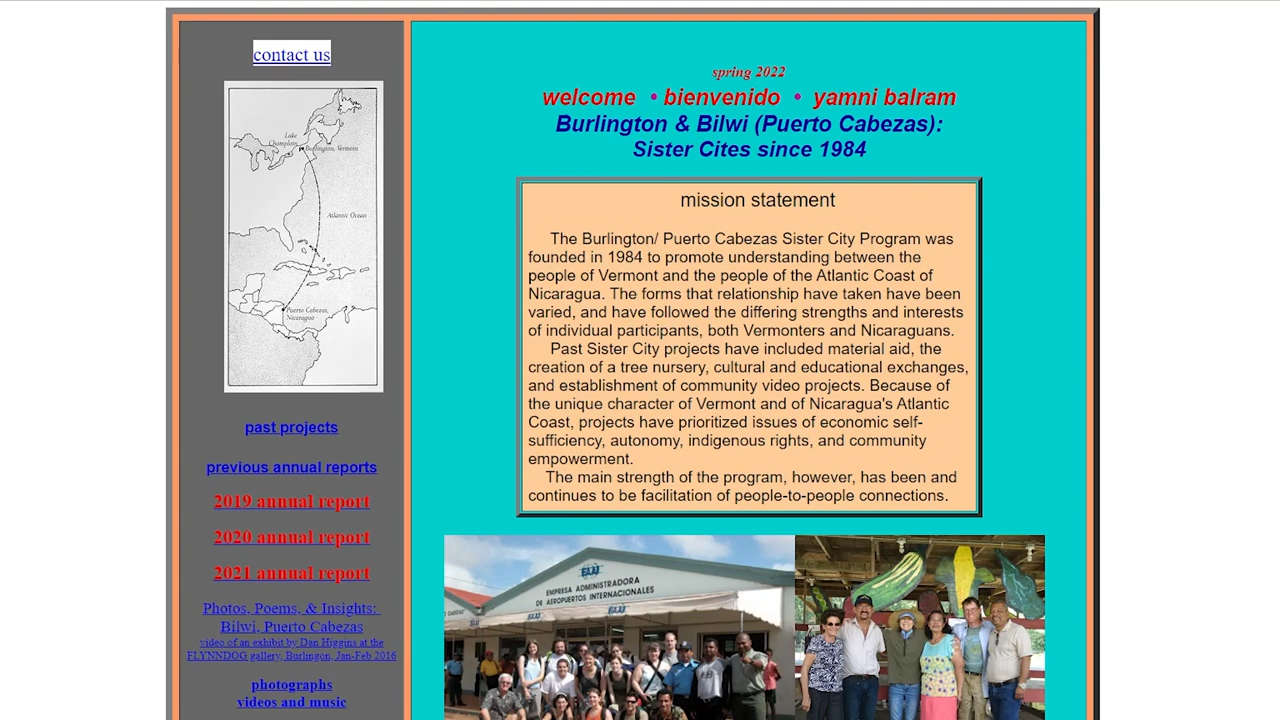 contact us
Lake
Champlain
Burlington, Vermont
Atlantic Ocean
Puerto Cabezas,
Nicaragua
past projects
previous annual reports
2019 annual report
2020 annual report
2021 annual report
Photos, Poems, & Insights:
Bilwi, Puerto Cabezas
video of an exhibit by Dan Higgins at the
FLYNNDOG gallery, Burlingon, Jan-Feb 2016
photographs
videos and music
spring 2022
welcome • bienvenido • yamni balram
Burlington & Bilwi (Puerto Cabezas):
Sister Cites since 1984
mission statement
The Burlington/ Puerto Cabezas Sister City Program was
founded in 1984 to promote understanding between the
people of Vermont and the people of the Atlantic Coast of
Nicaragua. The forms that relationship have taken have been
varied, and have followed the differing strengths and interests
of individual participants, both Vermonters and Nicaraguans.
Past Sister City projects have included material aid, the
creation of a tree nursery, cultural and educational exchanges,
and establishment of community video projects. Because of
the unique character of Vermont and of Nicaragua's Atlantic
Coast, projects have prioritized issues of economic self-
sufficiency, autonomy, indigenous rights, and community
empowerment.
The main strength of the program, however, has been and
continues to be facilitation of people-to-people connections.
EAAI
EMPRESA ADMINISTRADORA
DE AEROPUERTOS INTERNACIONALES